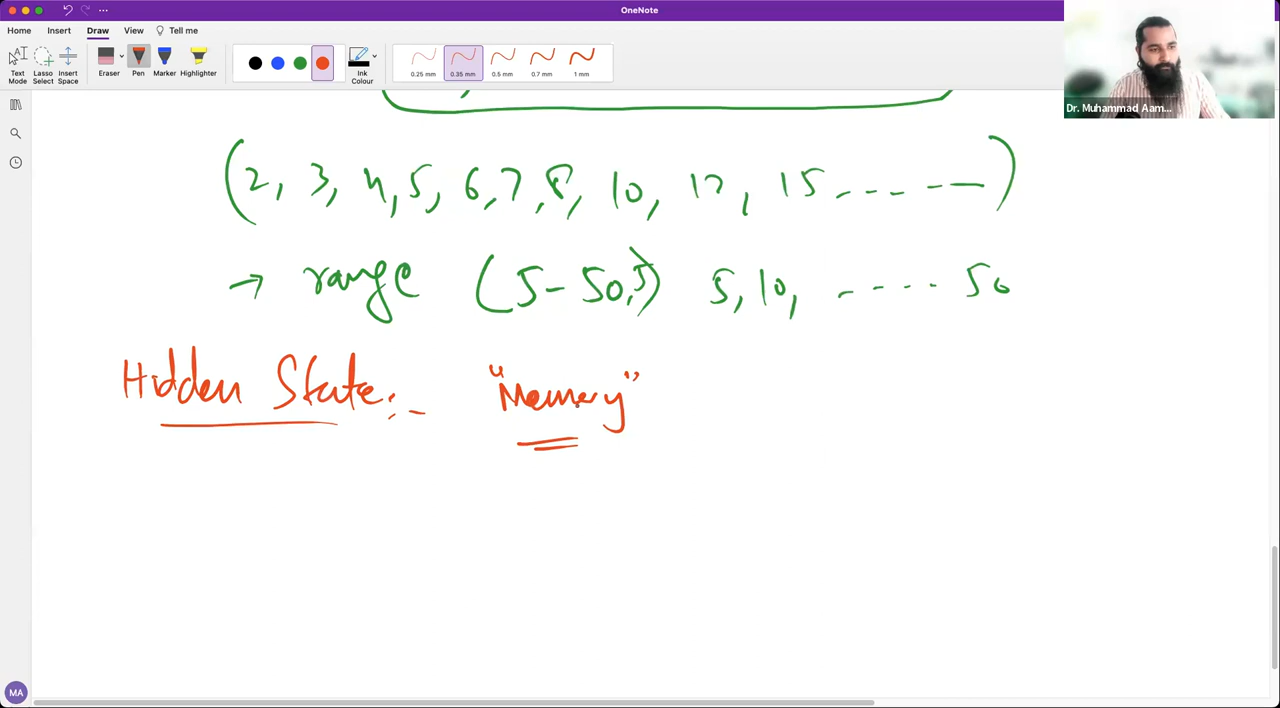 OneNote
Home Insert Draw View Tell me
Text Mode Lasso Select Insert Space Eraser Pen Marker Highlighter Ink Colour 0.25 mm 0.35 mm 0.5 mm 0.7 mm 1 mm
Dr. Muhammad Aam...
(2, 3, 4, 5, 6, 7, 8, 10, 12, 15 ..... —)
→ range (5-50,5) 5, 10, ..... 50
Hidden State:- "Memory"
MA